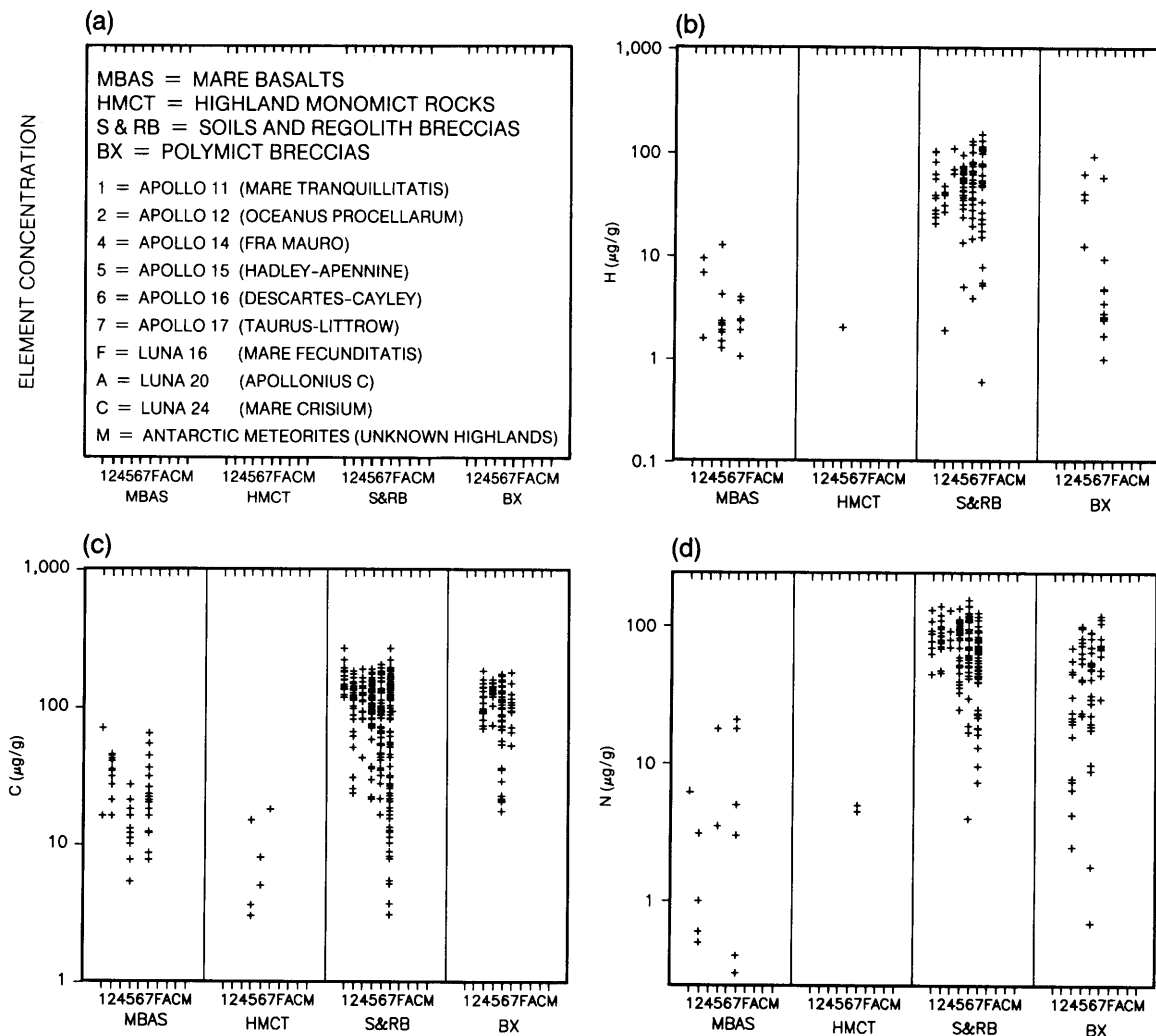 (a)
ELEMENT CONCENTRATION
MBAS = MARE BASALTS
HMCT = HIGHLAND MONOMICT ROCKS
S & RB = SOILS AND REGOLITH BRECCIAS
BX = POLYMICT BRECCIAS
1 = APOLLO 11 (MARE TRANQUILLITATIS)
2 = APOLLO 12 (OCEANUS PROCELLARUM)
4 = APOLLO 14 (FRA MAURO)
5 = APOLLO 15 (HADLEY-APENNINE)
6 = APOLLO 16 (DESCARTES-CAYLEY)
7 = APOLLO 17 (TAURUS-LITTROW)
F = LUNA 16 (MARE FECUNDITATIS)
A = LUNA 20 (APOLLONIUS C)
C = LUNA 24 (MARE CRISIUM)
M = ANTARCTIC METEORITES (UNKNOWN HIGHLANDS)
124567FACM 124567FACM 124567FACM 124567FACM
MBAS HMCT S&RB BX
(b)
H (µg/g)
1,000
100
10
1
0.1
124567FACM 124567FACM 124567FACM 124567FACM
MBAS HMCT S&RB BX
(c)
C (µg/g)
1,000
100
10
1
124567FACM 124567FACM 124567FACM 124567FACM
MBAS HMCT S&RB BX
(d)
N (µg/g)
100
10
1
124567FACM 124567FACM 124567FACM 124567FACM
MBAS HMCT S&RB BX